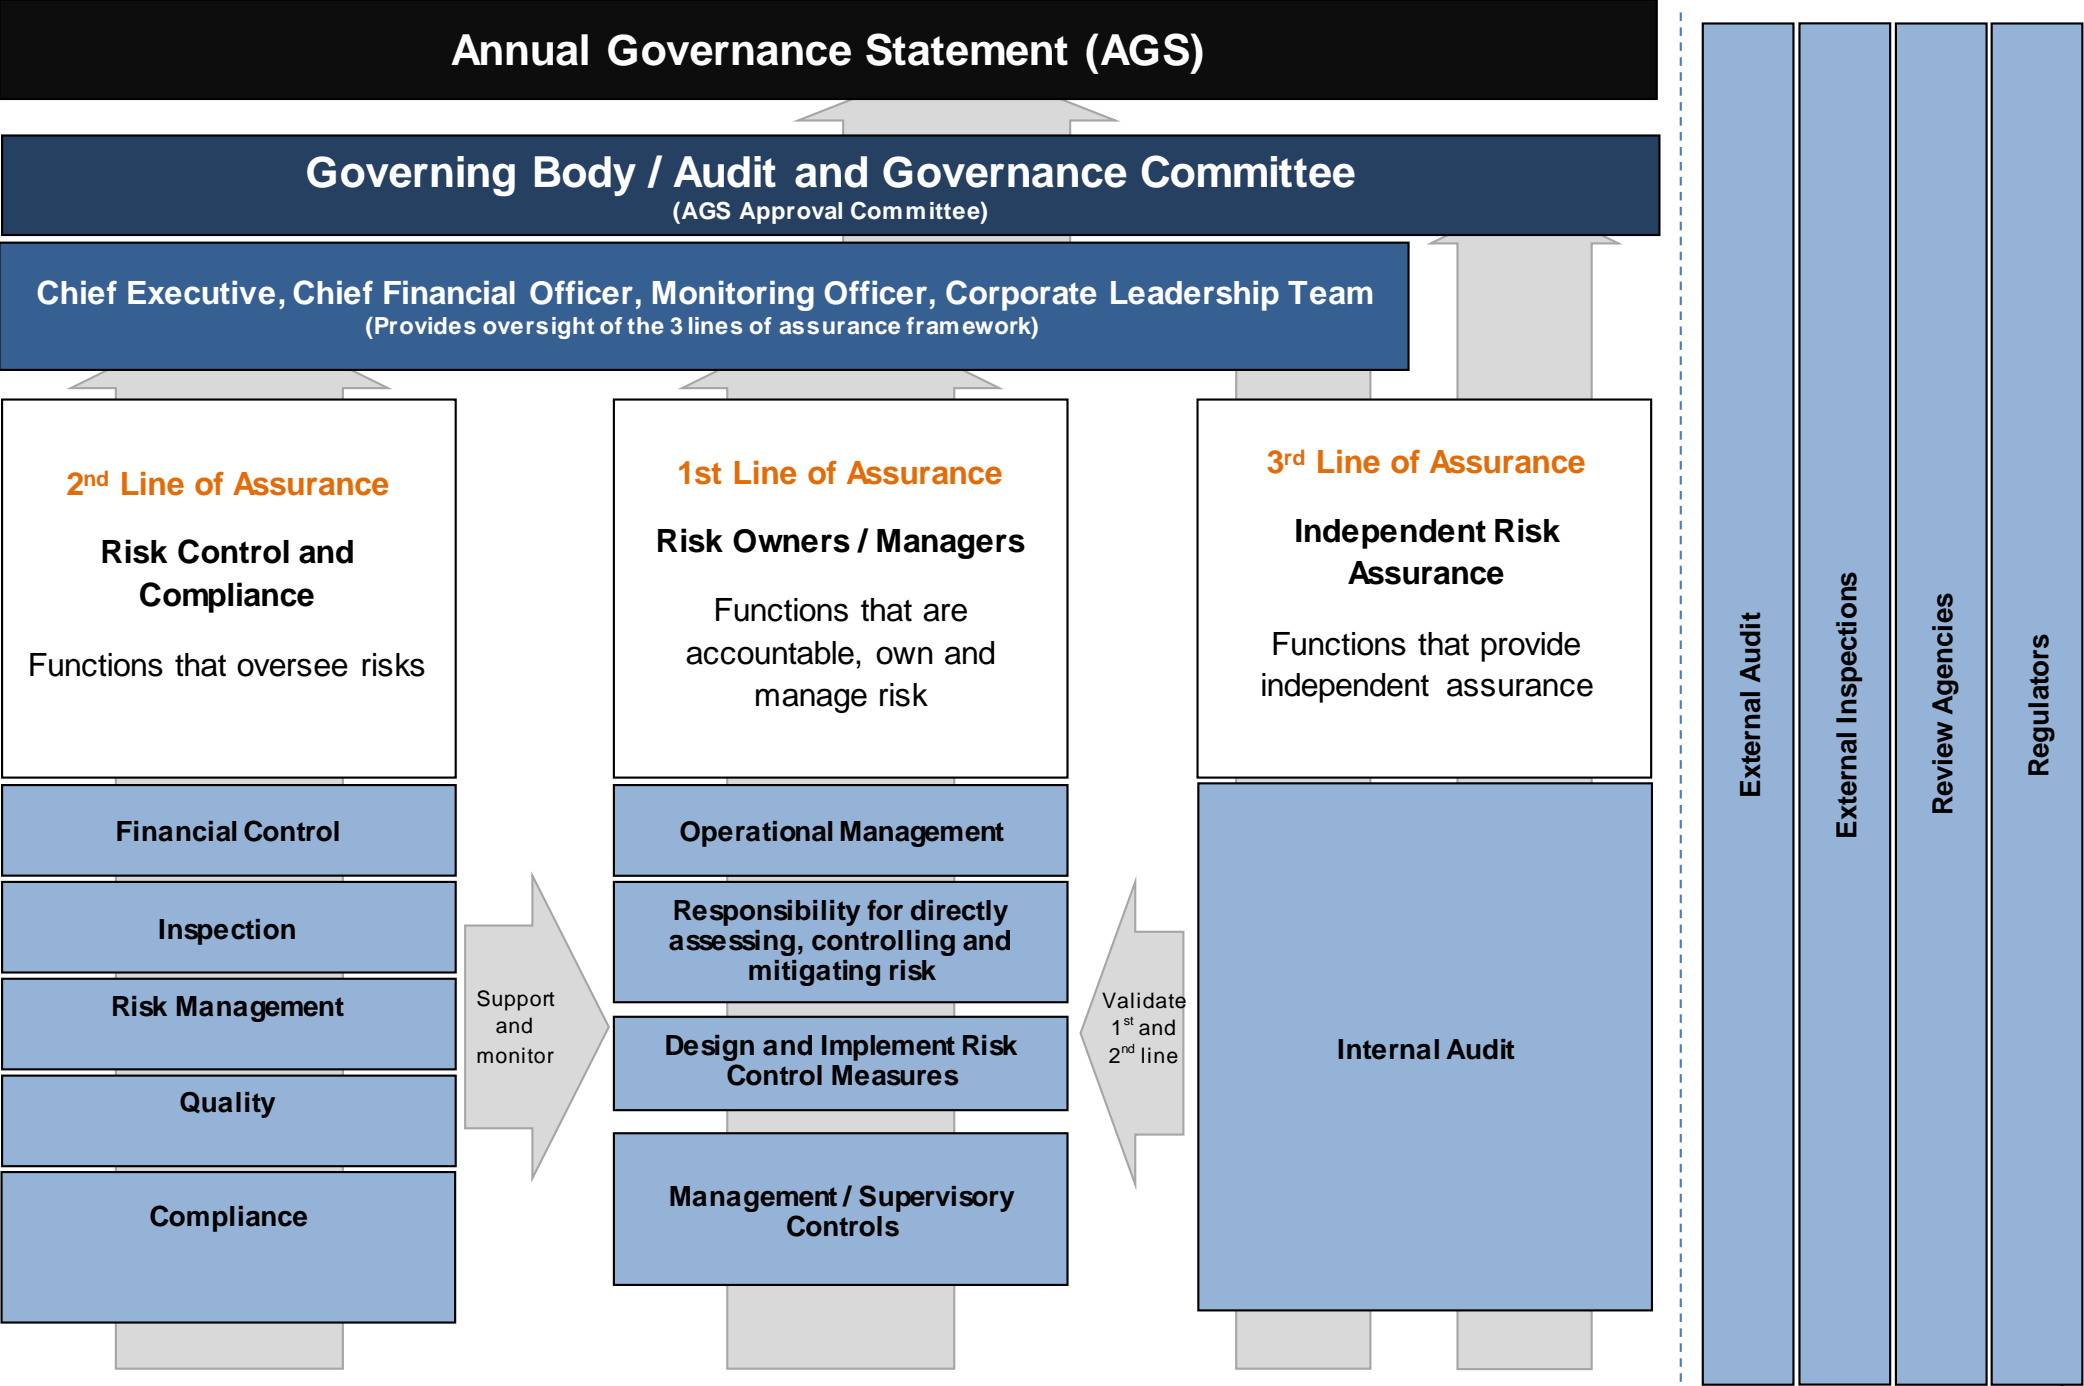 Annual Governance Statement (AGS)
Governing Body / Audit and Governance Committee
(AGS Approval Committee)
Chief Executive, Chief Financial Officer, Monitoring Officer, Corporate Leadership Team
(Provides oversight of the 3 lines of assurance framework)
2nd Line of Assurance
Risk Control and
Compliance
Functions that oversee risks
Financial Control
Inspection
Risk Management
Quality
Compliance
Support
and
monitor
1st Line of Assurance
Risk Owners / Managers
Functions that are
accountable, own and
manage risk
Operational Management
Responsibility for directly
assessing, controlling and
mitigating risk
Design and Implement Risk
Control Measures
Management / Supervisory
Controls
Validate
1st and
2nd line
3rd Line of Assurance
Independent Risk
Assurance
Functions that provide
independent assurance
Internal Audit
External Audit
External Inspections
Review Agencies
Regulators